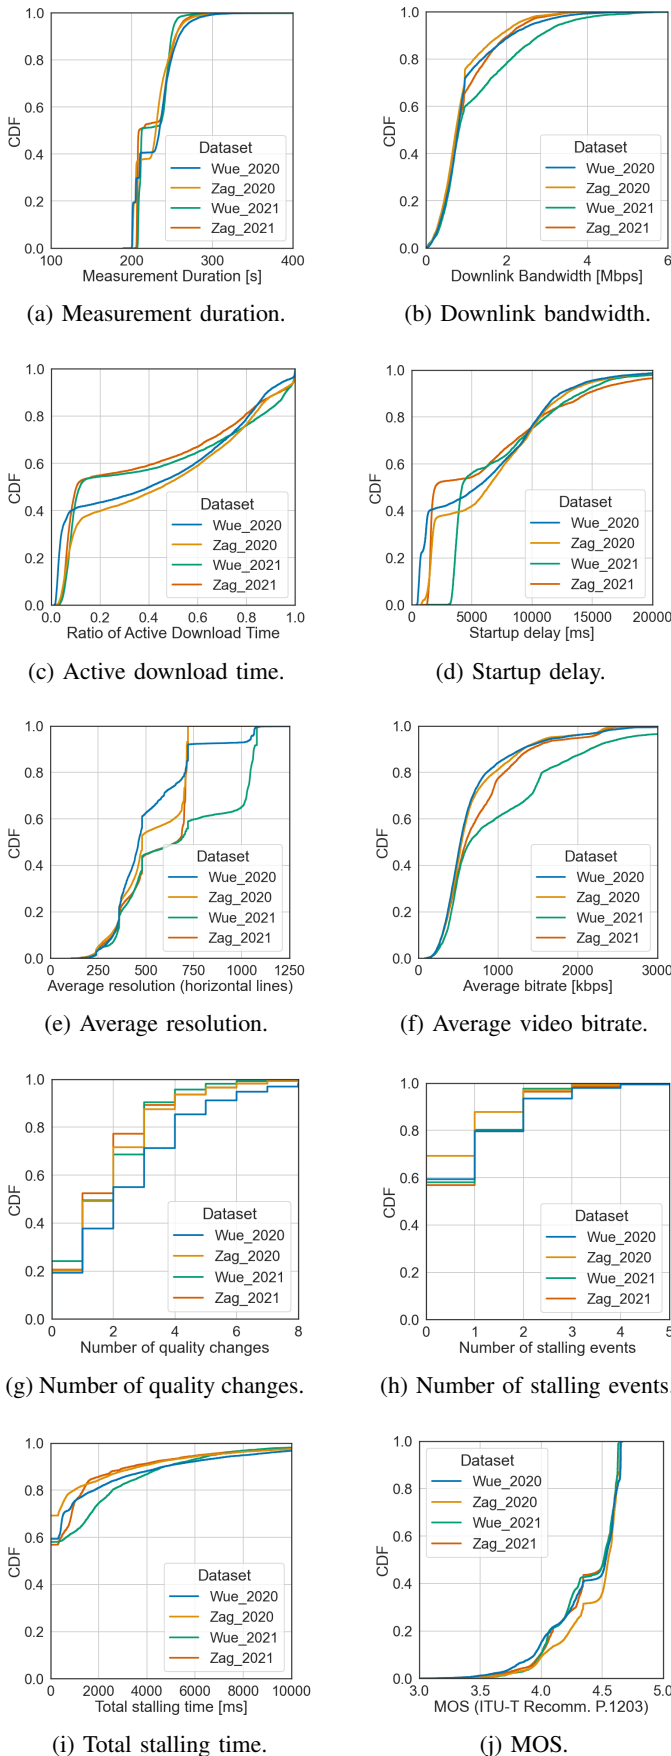 1.0
0.8
0.6
0.4
0.2
0.0
CDF
Dataset
Wue_2020
Zag_2020
Wue_2021
Zag_2021
100 200 300 400
Measurement Duration [s]
(a) Measurement duration.
1.0
0.8
0.6
0.4
0.2
0.0
CDF
Dataset
Wue_2020
Zag_2020
Wue_2021
Zag_2021
0 2 4 6
Downlink Bandwidth [Mbps]
(b) Downlink bandwidth.
1.0
0.8
0.6
0.4
0.2
0.0
CDF
Dataset
Wue_2020
Zag_2020
Wue_2021
Zag_2021
0.0 0.2 0.4 0.6 0.8 1.0
Ratio of Active Download Time
(c) Active download time.
1.0
0.8
0.6
0.4
0.2
0.0
CDF
Dataset
Wue_2020
Zag_2020
Wue_2021
Zag_2021
0 5000 10000 15000 20000
Startup delay [ms]
(d) Startup delay.
1.0
0.8
0.6
0.4
0.2
0.0
CDF
Dataset
Wue_2020
Zag_2020
Wue_2021
Zag_2021
0 250 500 750 1000 1250
Average resolution (horizontal lines)
(e) Average resolution.
1.0
0.8
0.6
0.4
0.2
0.0
CDF
Dataset
Wue_2020
Zag_2020
Wue_2021
Zag_2021
0 1000 2000 3000
Average bitrate [kbps]
(f) Average video bitrate.
1.0
0.8
0.6
0.4
0.2
0.0
CDF
Dataset
Wue_2020
Zag_2020
Wue_2021
Zag_2021
0 2 4 6 8
Number of quality changes
(g) Number of quality changes.
1.0
0.8
0.6
0.4
0.2
0.0
CDF
Dataset
Wue_2020
Zag_2020
Wue_2021
Zag_2021
0 1 2 3 4 5
Number of stalling events
(h) Number of stalling events.
1.0
0.8
0.6
0.4
0.2
0.0
CDF
Dataset
Wue_2020
Zag_2020
Wue_2021
Zag_2021
0 2000 4000 6000 8000 10000
Total stalling time [ms]
(i) Total stalling time.
1.0
0.8
0.6
0.4
0.2
0.0
CDF
Dataset
Wue_2020
Zag_2020
Wue_2021
Zag_2021
3.0 3.5 4.0 4.5 5.0
MOS (ITU-T Recomm. P.1203)
(j) MOS.